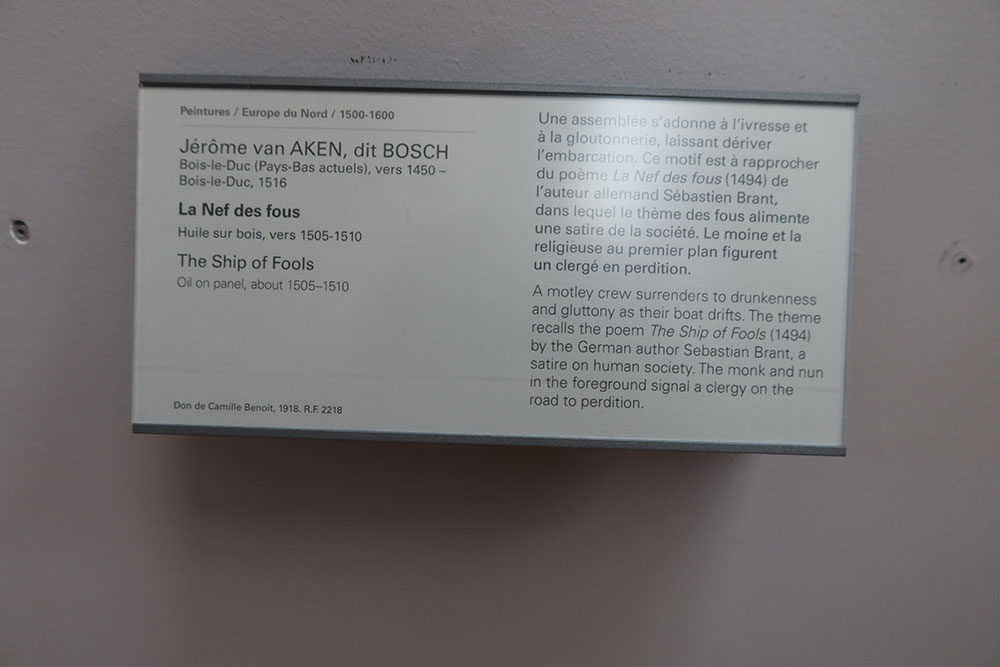 Peintures / Europe du Nord / 1500-1600
Jérôme van AKEN, dit BOSCH
Bois-le-Duc (Pays-Bas actuels), vers 1450 –
Bois-le-Duc, 1516
La Nef des fous
Huile sur bois, vers 1505-1510
The Ship of Fools
Oil on panel, about 1505–1510
Don de Camille Benoit, 1918. R.F. 2218
Une assemblée s’adonne à l’ivresse et
à la gloutonnerie, laissant dériver
l’embarcation. Ce motif est à rapprocher
du poème La Nef des fous (1494) de
l’auteur allemand Sébastien Brant,
dans lequel le thème des fous alimente
une satire de la société. Le moine et la
religieuse au premier plan figurent
un clergé en perdition.
A motley crew surrenders to drunkenness
and gluttony as their boat drifts. The theme
recalls the poem The Ship of Fools (1494)
by the German author Sebastian Brant, a
satire on human society. The monk and nun
in the foreground signal a clergy on the
road to perdition.